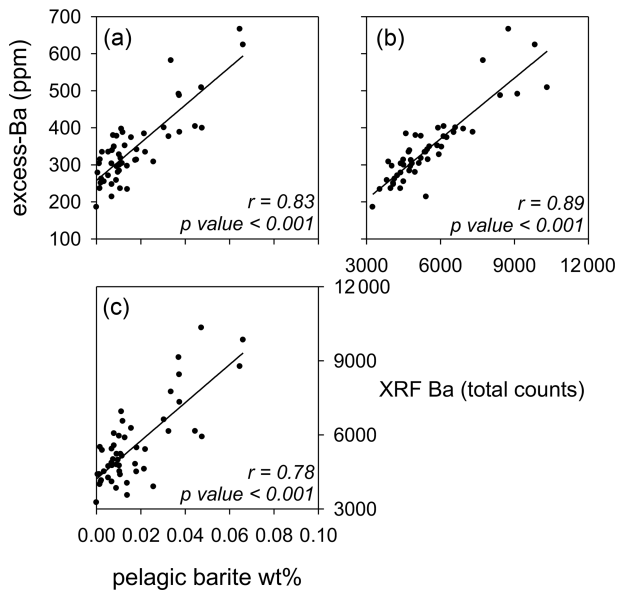 700
600
500
400
300
200
100
excess-Ba (ppm)
(a)
r = 0.83
p value < 0.001
(b)
r = 0.89
p value < 0.001
3000 6000 9000 12000
(c)
r = 0.78
p value < 0.001
12000
9000
6000
3000
XRF Ba (total counts)
0.00 0.02 0.04 0.06 0.08 0.10
pelagic barite wt%